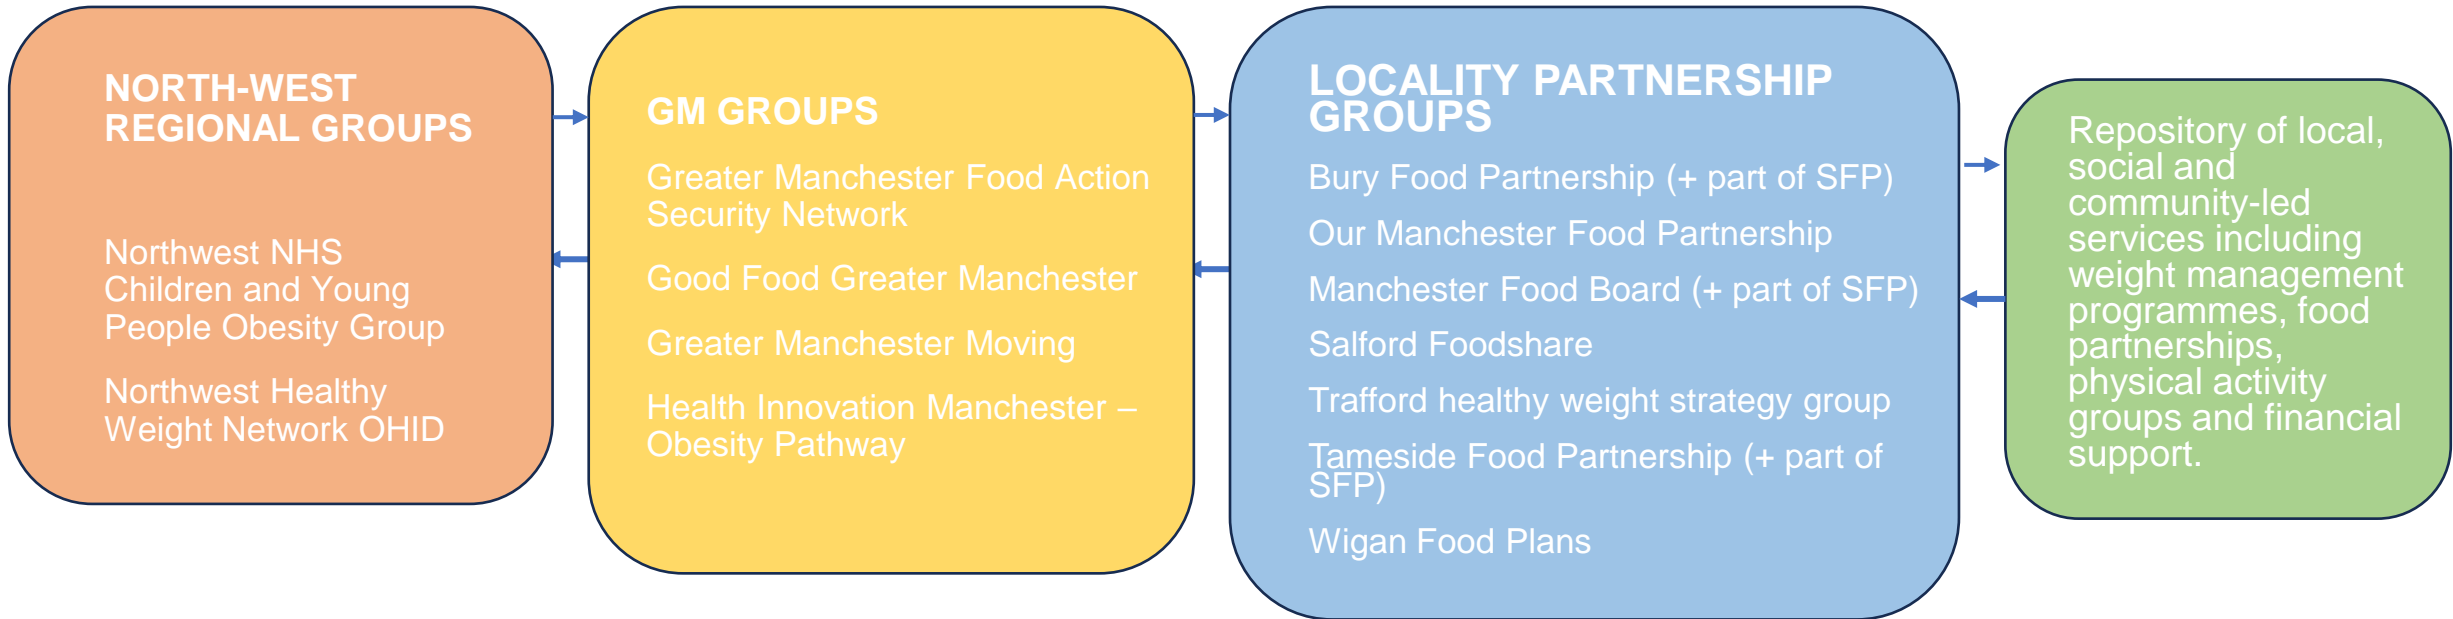 NORTH-WEST
REGIONAL GROUPS
Northwest NHS
Children and Young
People Obesity Group
Northwest Healthy
Weight Network OHID
GM GROUPS
Greater Manchester Food Action
Security Network
Good Food Greater Manchester
Greater Manchester Moving
Health Innovation Manchester –
Obesity Pathway
LOCALITY PARTNERSHIP
GROUPS
Bury Food Partnership (+ part of SFP)
Our Manchester Food Partnership
Manchester Food Board (+ part of SFP)
Salford Foodshare
Trafford healthy weight strategy group
Tameside Food Partnership (+ part of
SFP)
Wigan Food Plans
Repository of local,
social and
community-led
services including
weight management
programmes, food
partnerships,
physical activity
groups and financial
support.